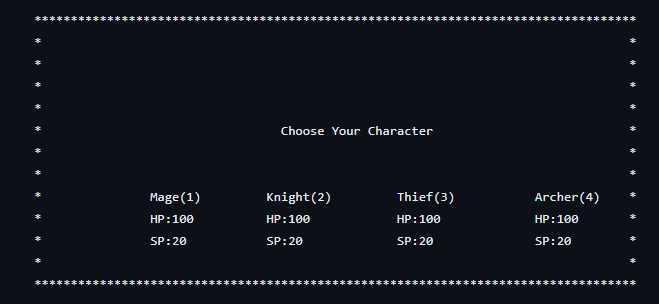 ***********************************************************************************
* *
* *
* *
* *
* Choose Your Character *
* *
* *
* Mage(1) Knight(2) Thief(3) Archer(4) *
* HP:100 HP:100 HP:100 HP:100 *
* SP:20 SP:20 SP:20 SP:20 *
* *
***********************************************************************************